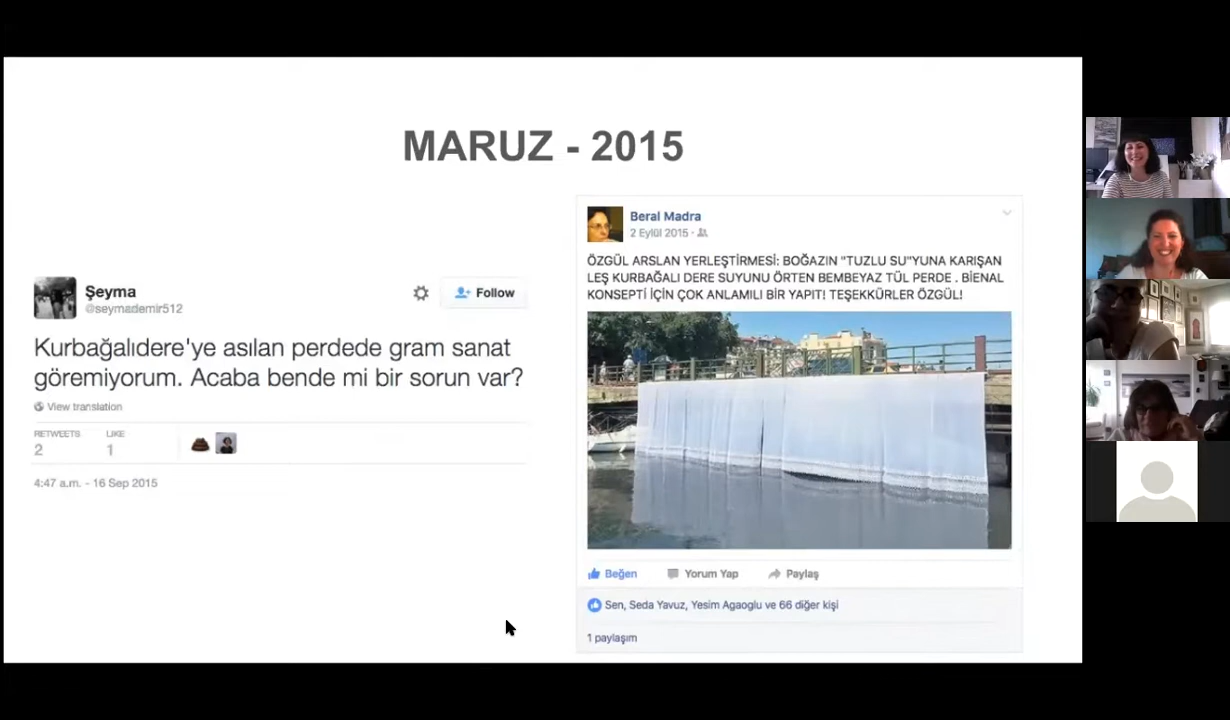 MARUZ - 2015
Şeyma
@seymademir512
Follow
Kurbağalıdere'ye asılan perdede gram sanat
göremiyorum. Acaba bende mi bir sorun var?
View translation
RETWEETS
2
LIKE
1
4:47 a.m. - 16 Sep 2015
Beral Madra
2 Eylül 2015 ·
ÖZGÜL ARSLAN YERLEŞTİRMESİ: BOĞAZIN "TUZLU SU"YUNA KARIŞAN
LEŞ KURBAĞALI DERE SUYUNU ÖRTEN BEMBEYAZ TÜL PERDE . BİENAL
KONSEPTİ İÇİN ÇOK ANLAMILI BİR YAPIT! TEŞEKKÜRLER ÖZGÜL!
Beğen
Yorum Yap
Paylaş
Sen, Seda Yavuz, Yesim Agaoglu ve 66 diğer kişi
1 paylaşım